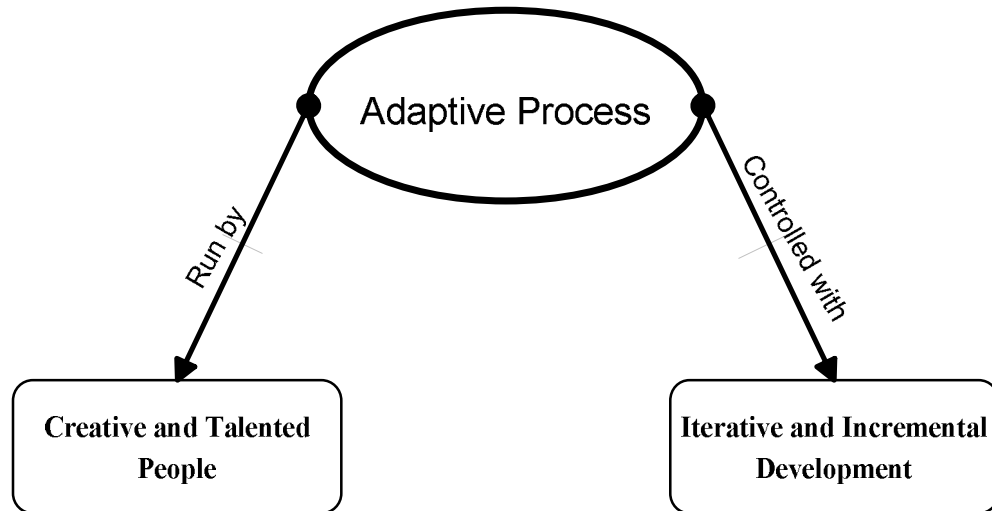 Adaptive Process
Run by
Controlled with
Creative and Talented
People
Iterative and Incremental
Development